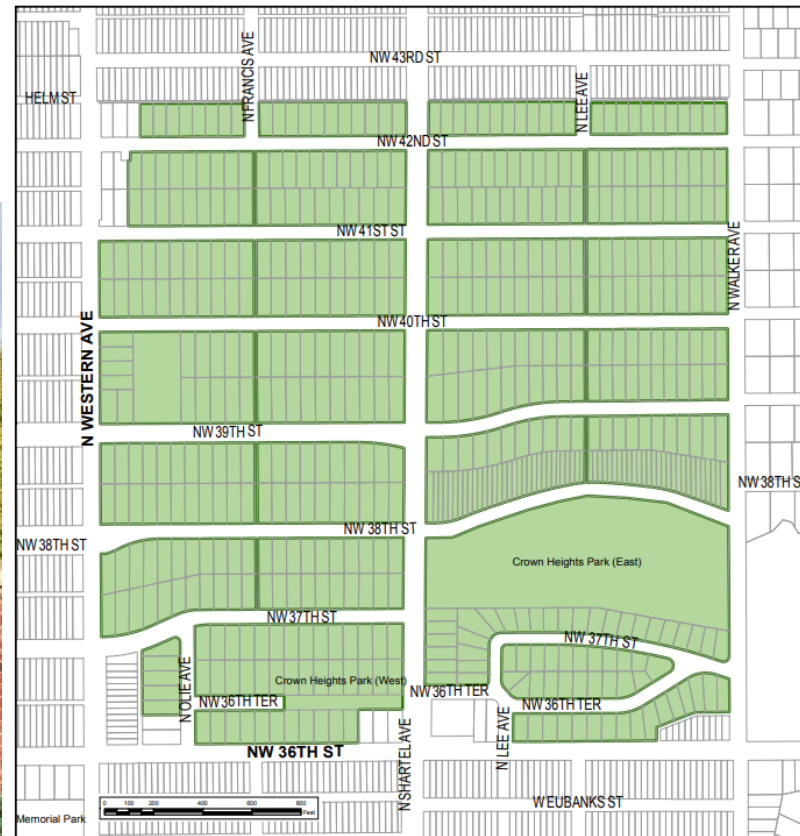 NW 43RD ST
N FRANCIS AVE
N LEE AVE
HELM ST
NW 42ND ST
NW 41ST ST
N WALKER AVE
NW 40TH ST
N WESTERN AVE
NW 39TH ST
NW 38TH S
NW 38TH ST
NW 38TH ST
Crown Heights Park (East)
NW 37TH ST
NW 37TH ST
N OLIE AVE
Crown Heights Park (West)
NW 36TH TER
NW 36TH TER
NW 36TH TER
N SHARTEL AVE
N LEE AVE
NW 36TH ST
W EUBANKS ST
0 100 200 400 600 800
Feet
Memorial Park